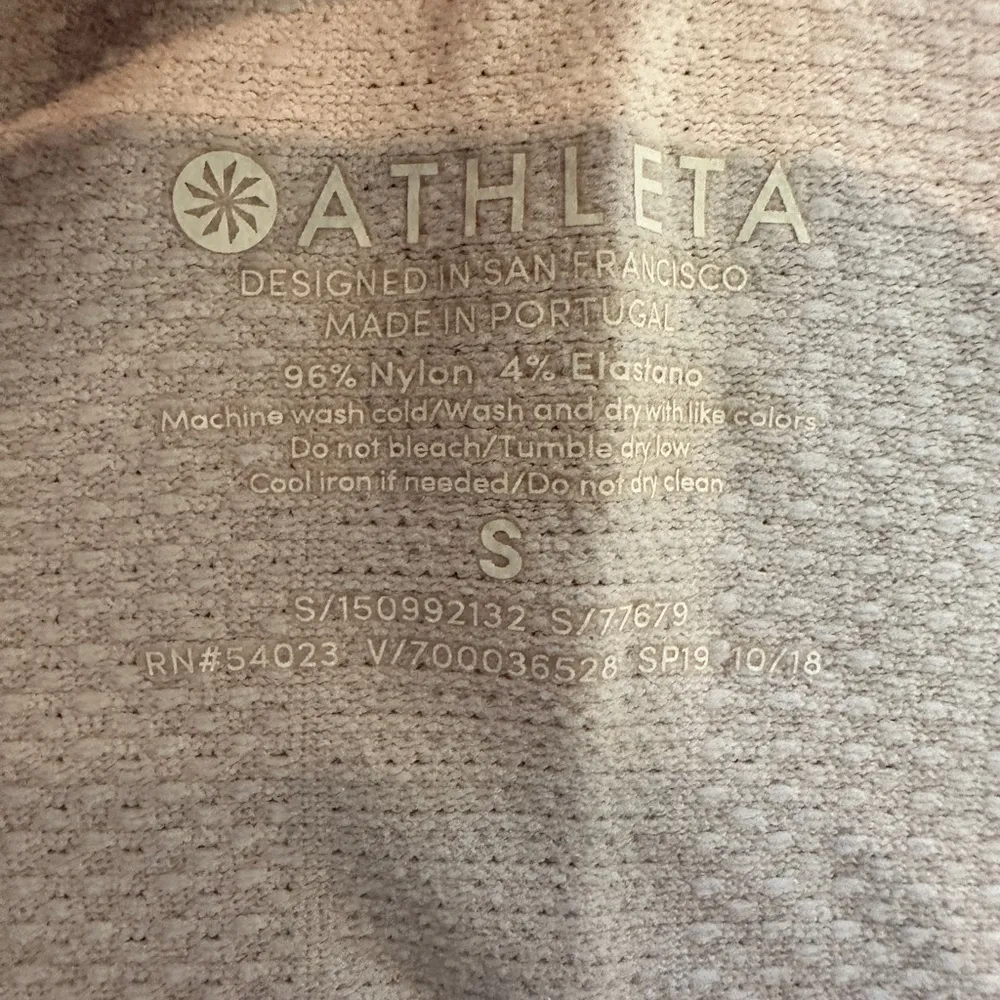 ATHLETA
DESIGNED IN SAN FRANCISCO
MADE IN PORTUGAL
96% Nylon 4% Elastano
Machine wash cold/Wash and dry with like colors
Do not bleach/Tumble dry low
Cool iron if needed/Do not dry clean
S
S/150992132 S/77679
RN#54023 V/700036528 SP19 10/18